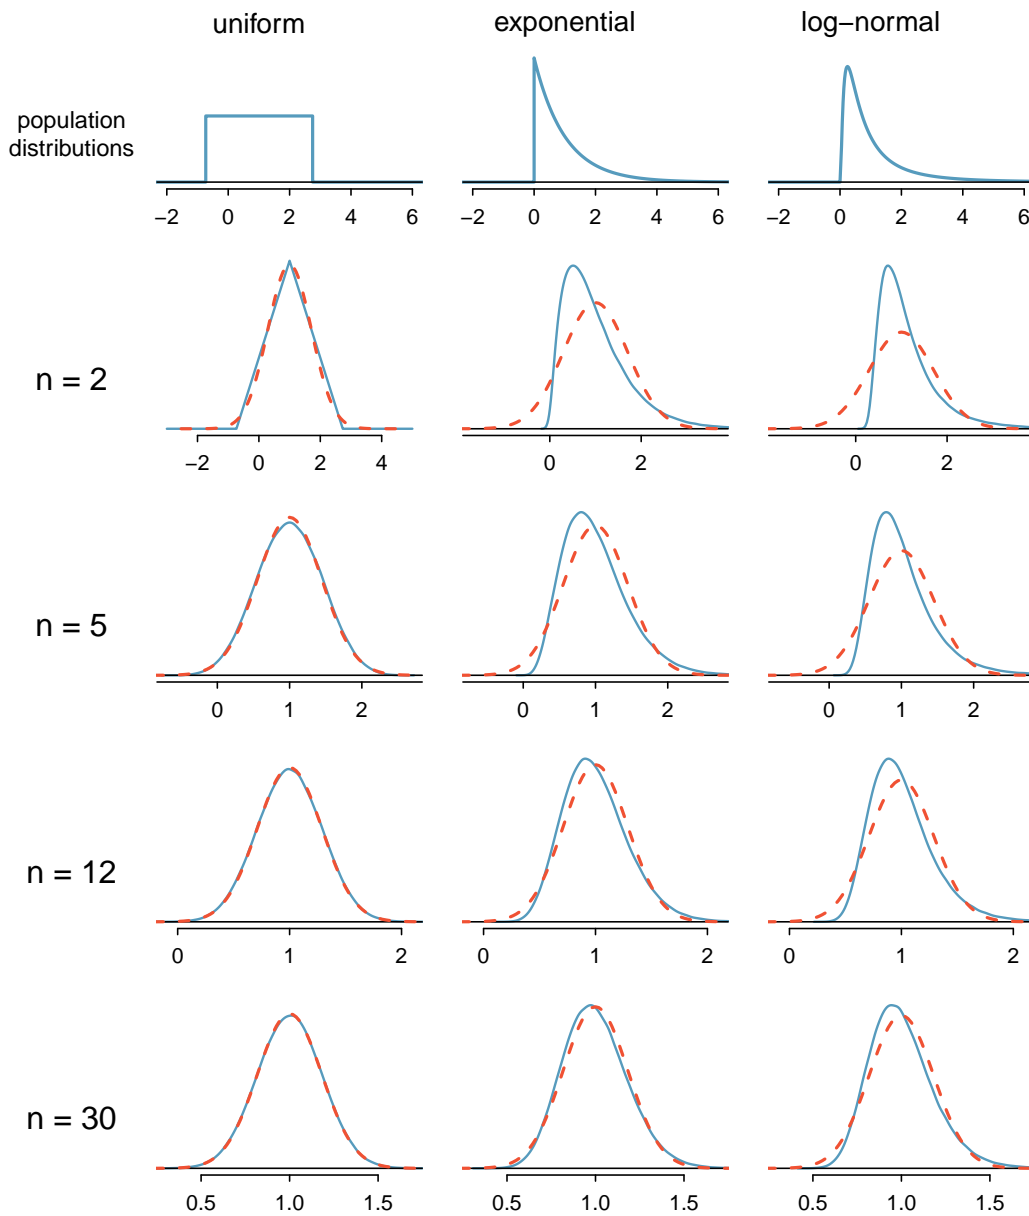 uniform exponential log−normal
population
distributions
−2 0 2 4 6 −2 0 2 4 6 −2 0 2 4 6
n = 2
−2 0 2 4 0 2 0 2
n = 5
0 1 2 0 1 2 0 1 2
n = 12
0 1 2 0 1 2 0 1 2
n = 30
0.5 1.0 1.5 0.5 1.0 1.5 0.5 1.0 1.5